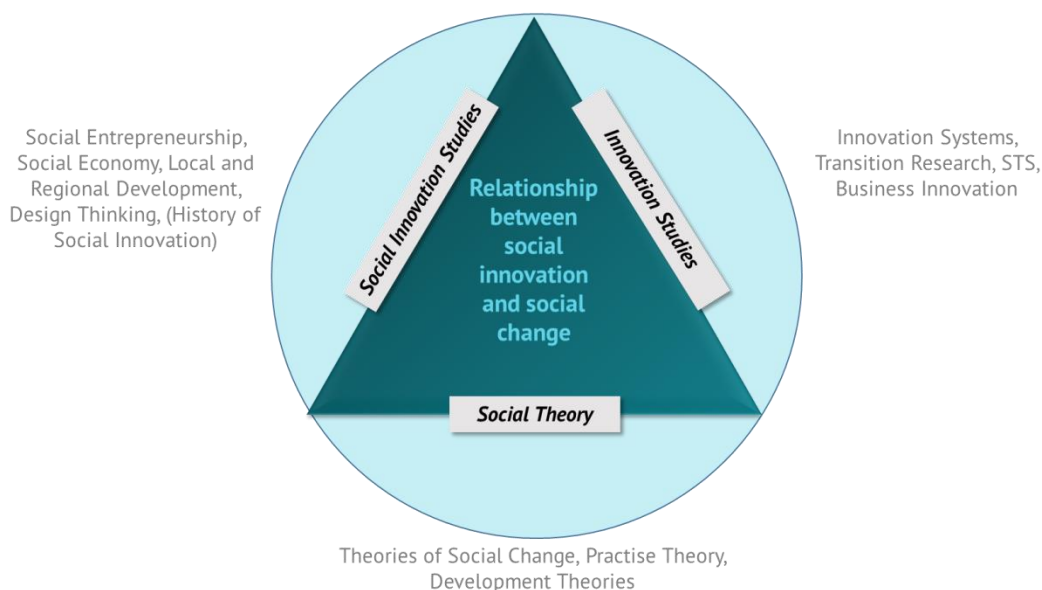 Social Entrepreneurship,
Social Economy, Local and
Regional Development,
Design Thinking, (History of
Social Innovation)
Social Innovation Studies
Relationship
between
social
innovation
and social
change
Innovation Studies
Innovation Systems,
Transition Research, STS,
Business Innovation
Social Theory
Theories of Social Change, Practise Theory,
Development Theories